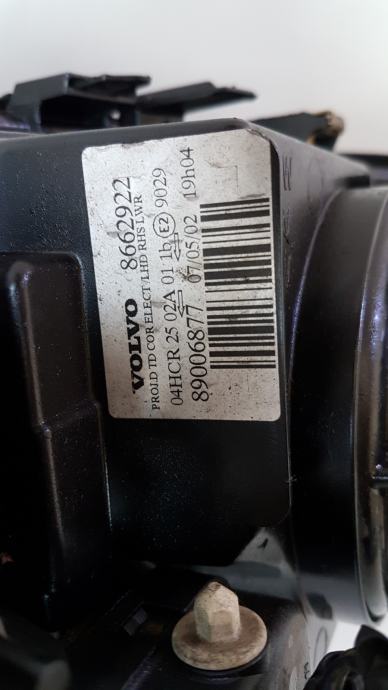 VOLVO 8662922
PROJ.D TD COR ELECT/LHD RHS LWR
04HCR 25 02A 01 1b E2 9029
89006877 07/05/02 19h04